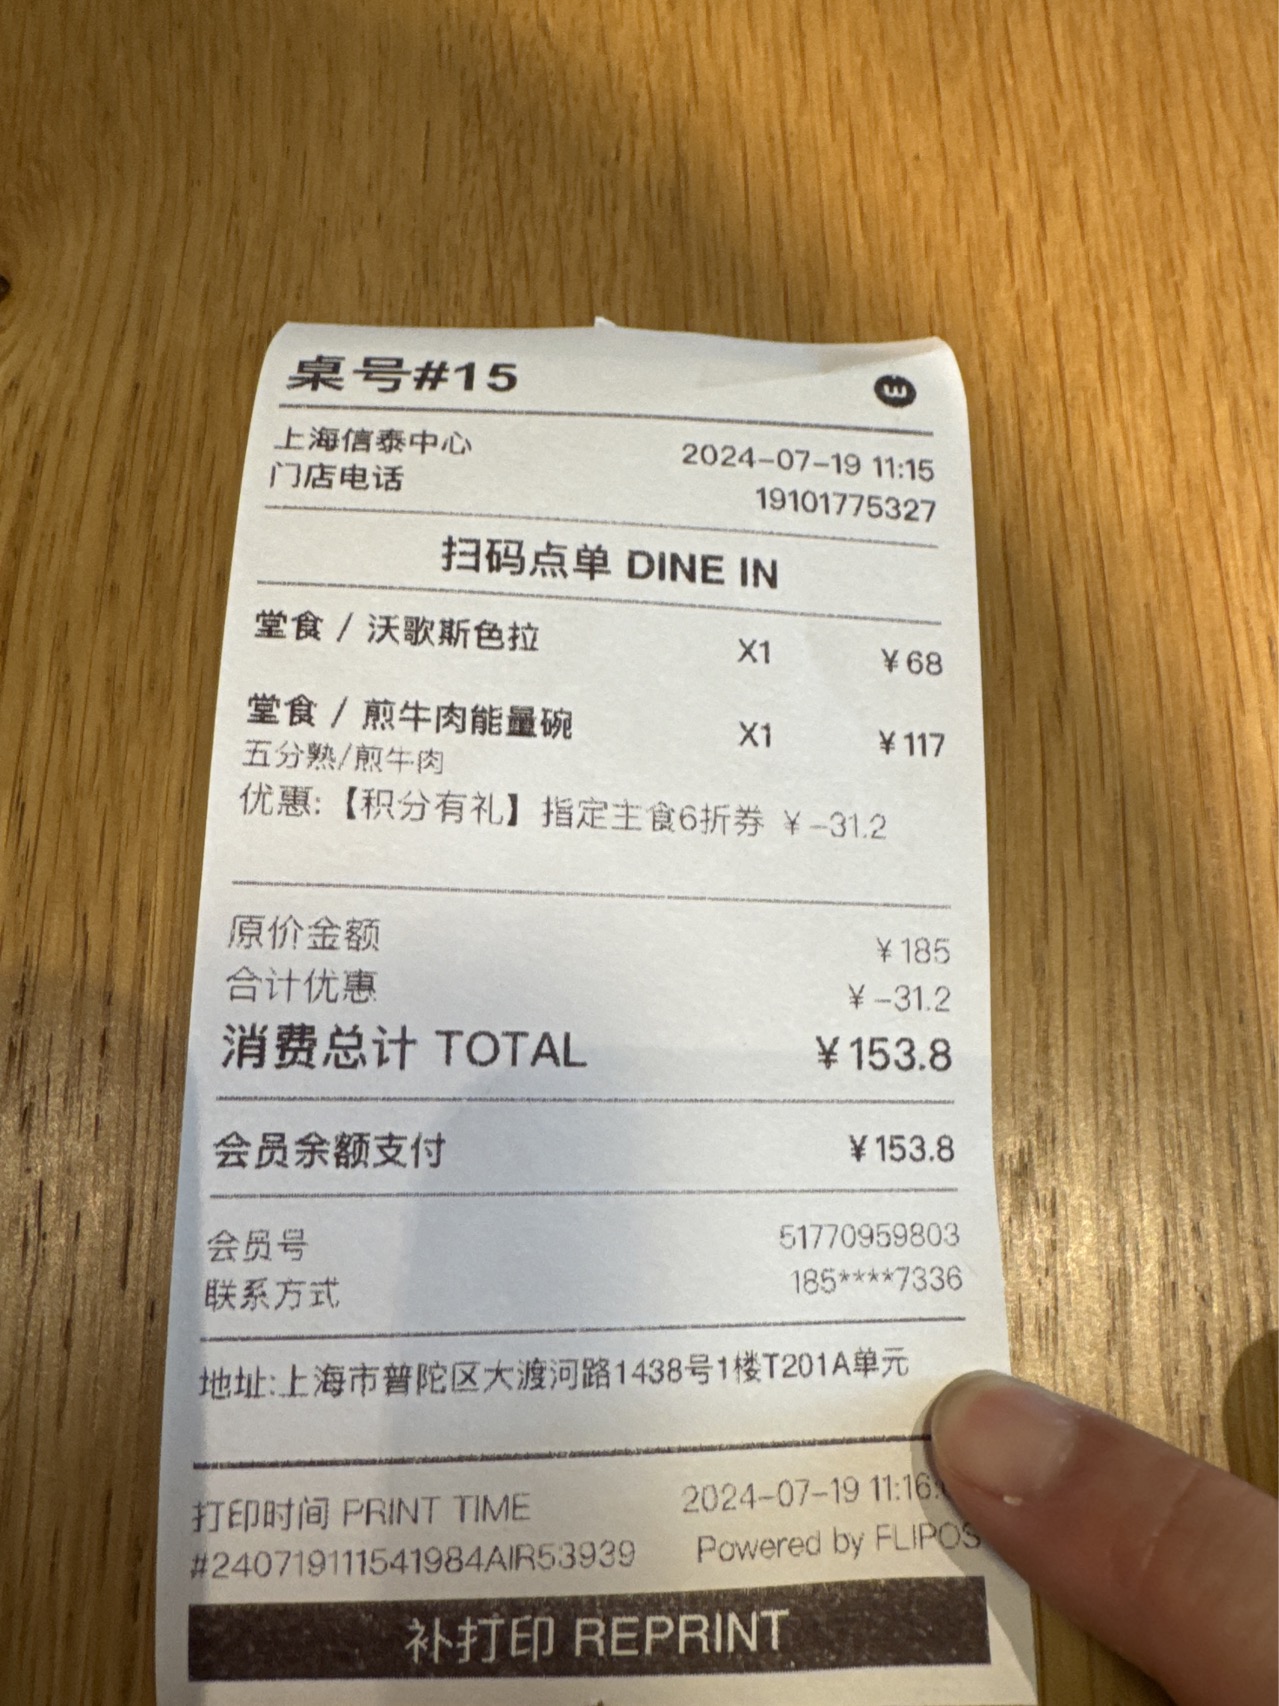 桌号#15
上海信泰中心 2024-07-19 11:15
门店电话 19101775327
扫码点单 DINE IN
堂食 / 沃歌斯色拉 X1 ¥68
堂食 / 煎牛肉能量碗 X1 ¥117
五分熟/煎牛肉
优惠:【积分有礼】指定主食6折券 ¥-31.2
原价金额 ¥185
合计优惠 ¥-31.2
消费总计 TOTAL ¥153.8
会员余额支付 ¥153.8
会员号 51770959803
联系方式 185****7336
地址:上海市普陀区大渡河路1438号1楼T201A单元
打印时间 PRINT TIME 2024-07-19 11:16:
#240719111541984AIR53939 Powered by FLIPOS
补打印 REPRINT